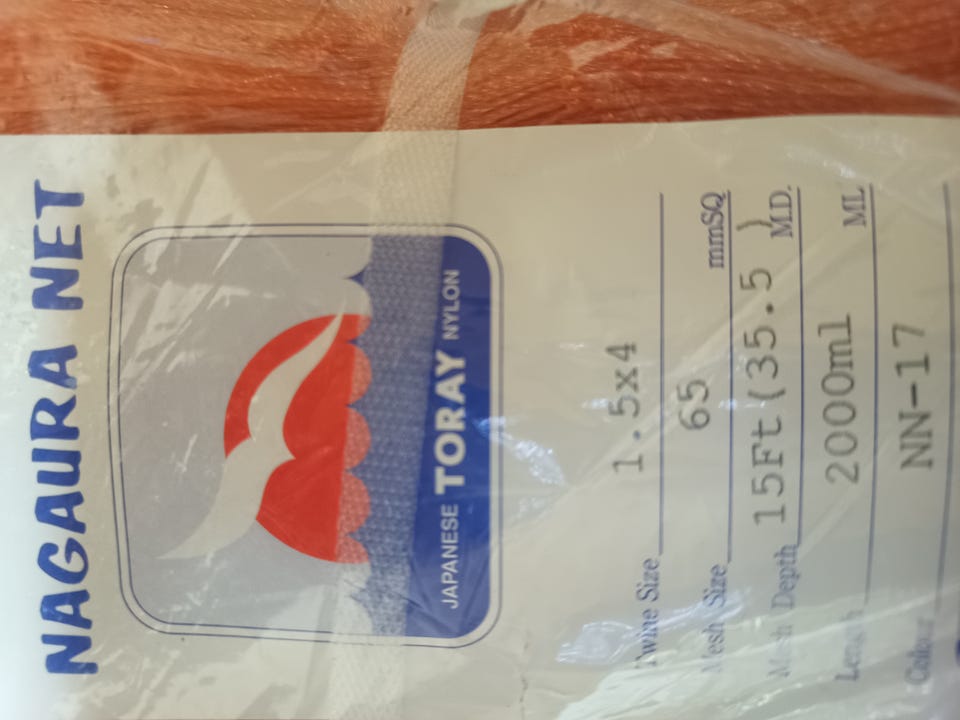 NAGAURA NET
JAPANESE TORAY NYLON
Twine Size 1.5x4
Mesh Size 65 mmSQ
Mesh Depth 15Ft(35.5 ) M.D.
Length 2000ml ML
Colour NN-17